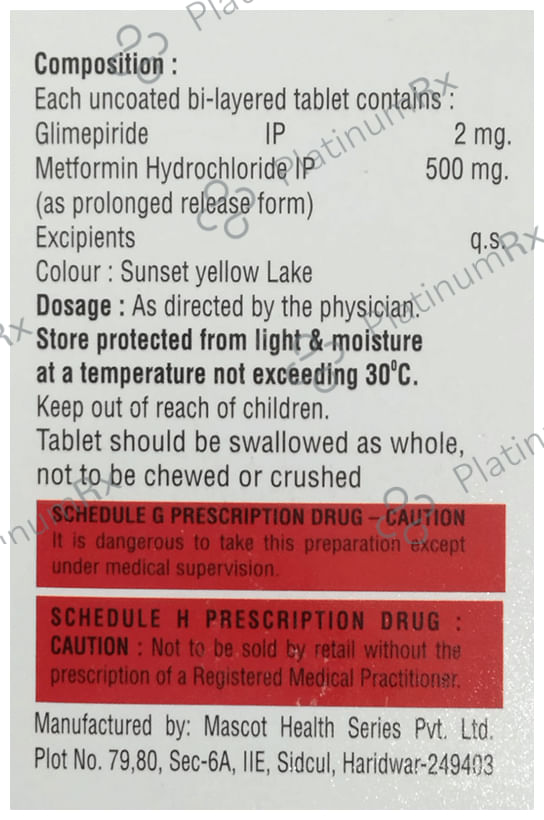 Composition :
Each uncoated bi-layered tablet contains :
Glimepiride IP 2 mg.
Metformin Hydrochloride IP 500 mg.
(as prolonged release form)
Excipients q.s.
Colour : Sunset yellow Lake
Dosage : As directed by the physician.
Store protected from light & moisture
at a temperature not exceeding 30⁰C.
Keep out of reach of children.
Tablet should be swallowed as whole,
not to be chewed or crushed
SCHEDULE G PRESCRIPTION DRUG – CAUTION
It is dangerous to take this preparation except
under medical supervision.
SCHEDULE H PRESCRIPTION DRUG :
CAUTION : Not to be sold by retail without the
prescription of a Registered Medical Practitioner.
Manufactured by: Mascot Health Series Pvt. Ltd.
Plot No. 79,80, Sec-6A, IIE, Sidcul, Haridwar-249403
PlatinumRx
PlatinumRx